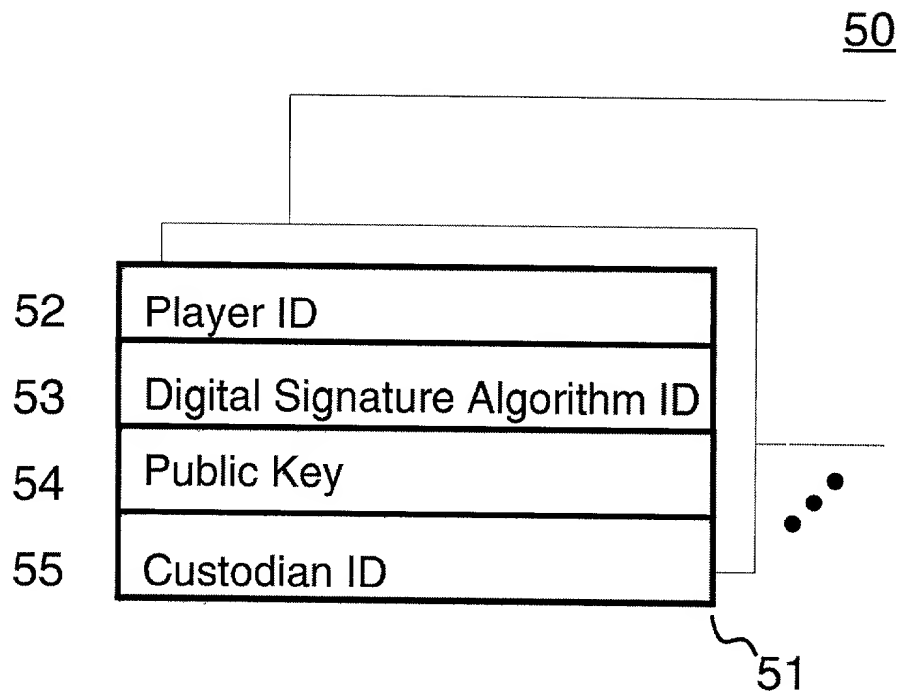 50
52 Player ID
53 Digital Signature Algorithm ID
54 Public Key
55 Custodian ID
51